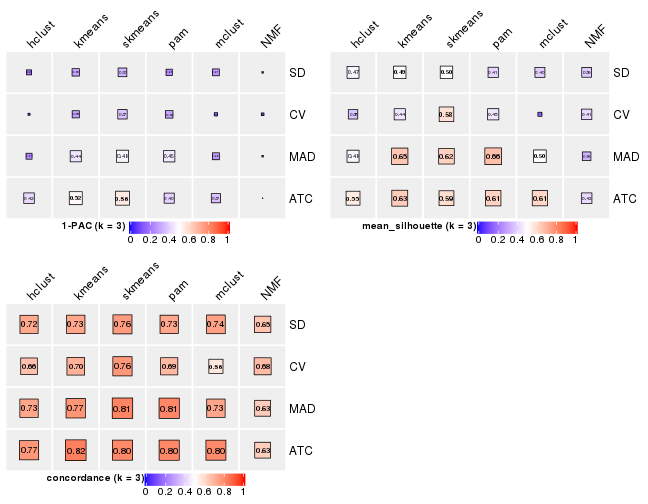 hclust kmeans skmeans pam mclust NMF
SD
CV
0.44 0.48 0.45 MAD
0.42 0.52 0.56 ATC
1-PAC (k = 3)
0 0.2 0.4 0.6 0.8 1
hclust kmeans skmeans pam mclust NMF
0.47 0.49 0.50 0.41 SD
0.44 0.58 CV
0.48 0.65 0.62 0.66 0.50 MAD
0.55 0.63 0.59 0.61 0.61 ATC
mean_silhouette (k = 3)
0 0.2 0.4 0.6 0.8 1
hclust kmeans skmeans pam mclust NMF
0.72 0.73 0.76 0.73 0.74 0.65 SD
0.66 0.70 0.76 0.69 0.56 0.68 CV
0.73 0.77 0.81 0.81 0.73 0.63 MAD
0.77 0.82 0.80 0.80 0.80 0.63 ATC
concordance (k = 3)
0 0.2 0.4 0.6 0.8 1